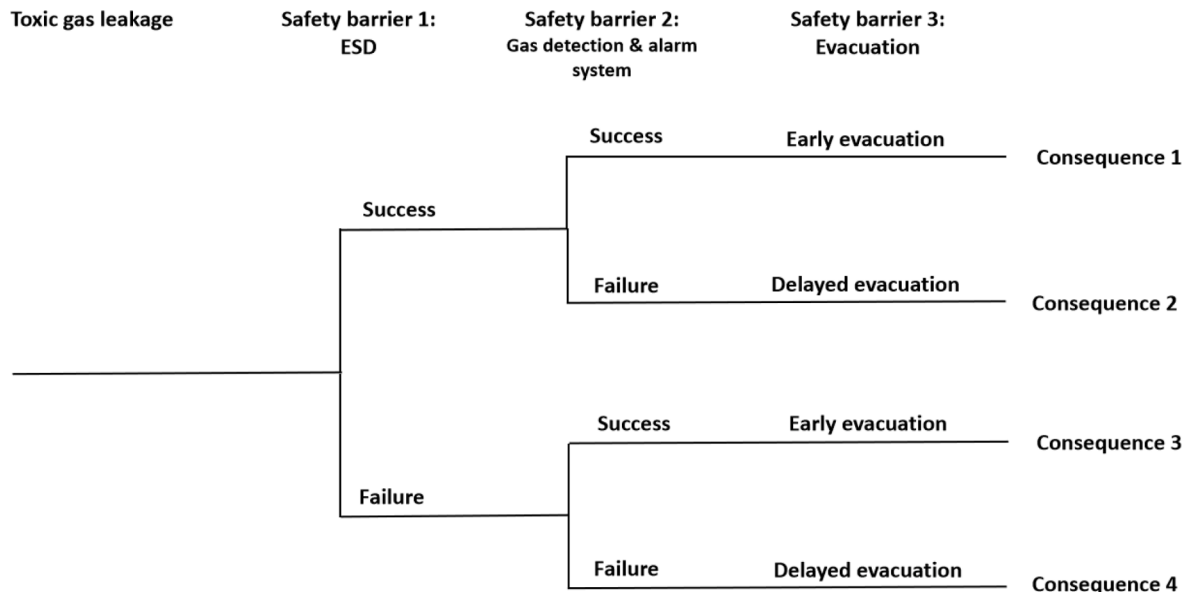 Toxic gas leakage
Safety barrier 1:
ESD
Safety barrier 2:
Gas detection & alarm
system
Safety barrier 3:
Evacuation
Success
Early evacuation
Consequence 1
Success
Failure
Delayed evacuation
Consequence 2
Success
Early evacuation
Consequence 3
Failure
Failure
Delayed evacuation
Consequence 4